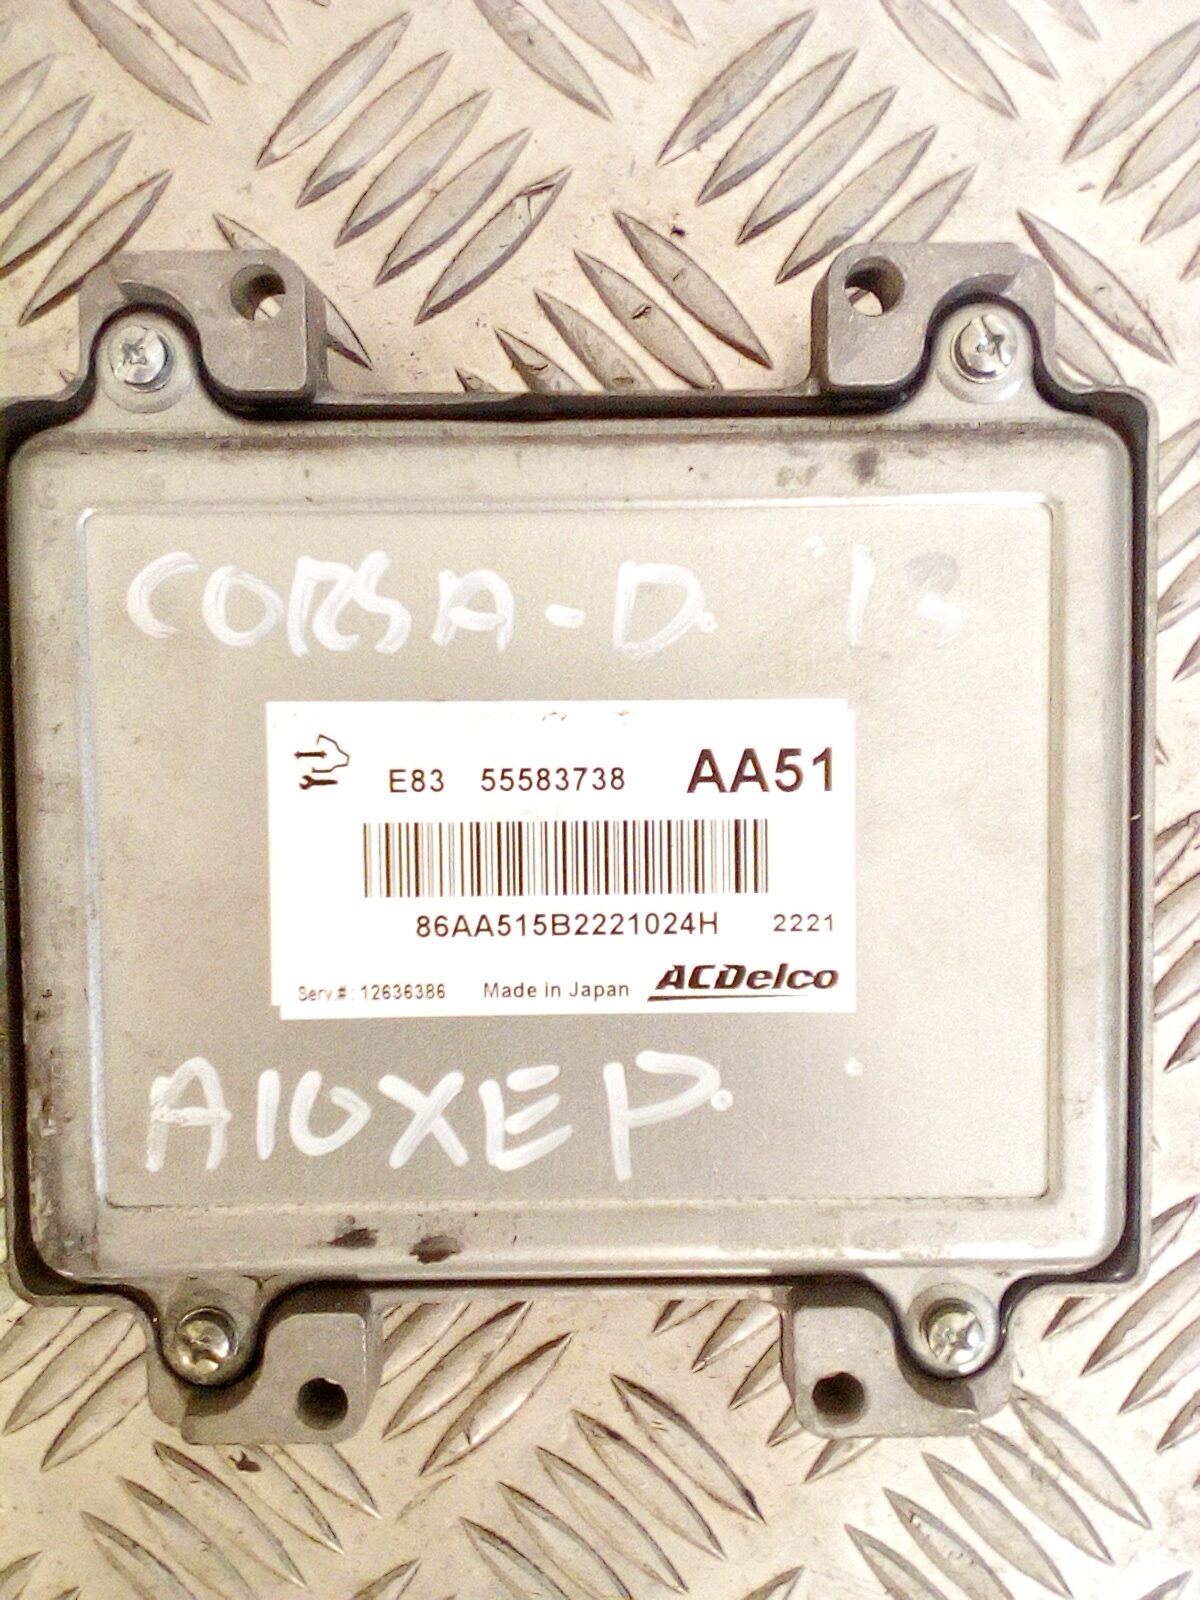 CORSA-D. '13
E83 55583738 AA51
86AA515B2221024H 2221
Serv.#: 12636386 Made in Japan ACDelco
A10XEP.